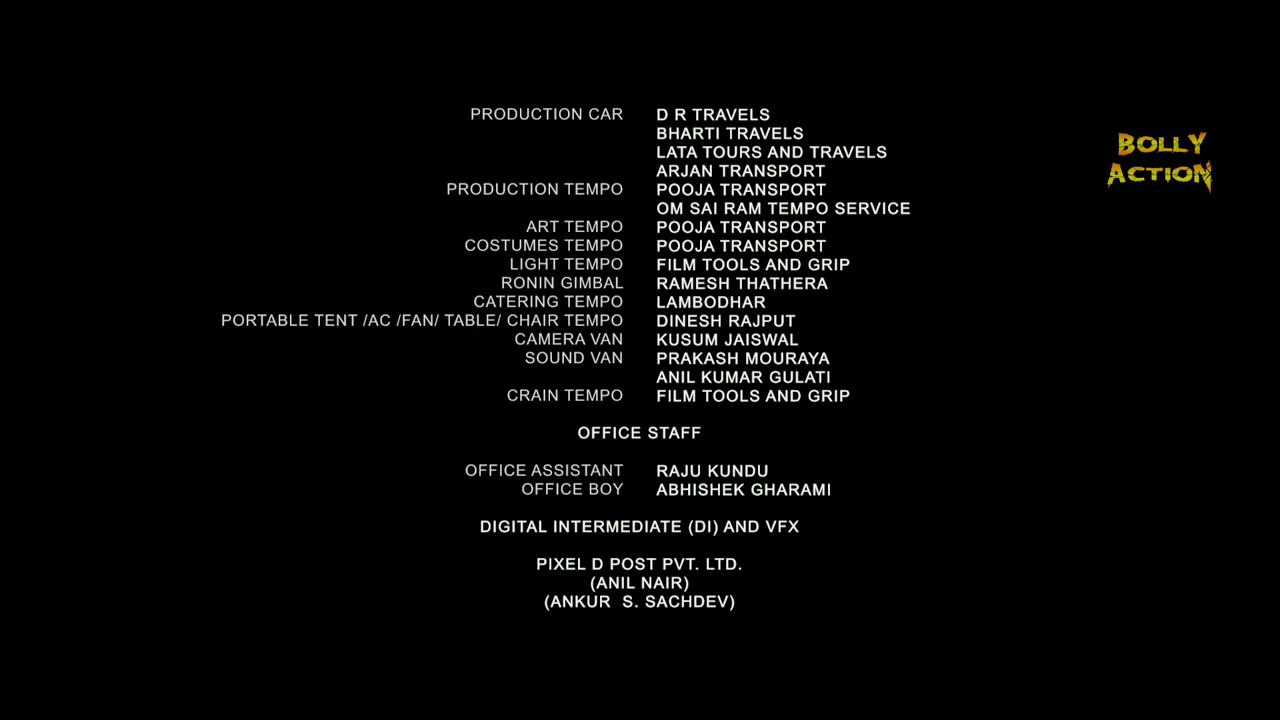 PRODUCTION CAR D R TRAVELS
BHARTI TRAVELS
LATA TOURS AND TRAVELS
ARJAN TRANSPORT
PRODUCTION TEMPO POOJA TRANSPORT
OM SAI RAM TEMPO SERVICE
ART TEMPO POOJA TRANSPORT
COSTUMES TEMPO POOJA TRANSPORT
LIGHT TEMPO FILM TOOLS AND GRIP
RONIN GIMBAL RAMESH THATHERA
CATERING TEMPO LAMBODHAR
PORTABLE TENT /AC /FAN/ TABLE/ CHAIR TEMPO DINESH RAJPUT
CAMERA VAN KUSUM JAISWAL
SOUND VAN PRAKASH MOURAYA
ANIL KUMAR GULATI
CRAIN TEMPO FILM TOOLS AND GRIP
OFFICE STAFF
OFFICE ASSISTANT RAJU KUNDU
OFFICE BOY ABHISHEK GHARAMI
DIGITAL INTERMEDIATE (DI) AND VFX
PIXEL D POST PVT. LTD.
(ANIL NAIR)
(ANKUR S. SACHDEV)
BOLLY
ACTION